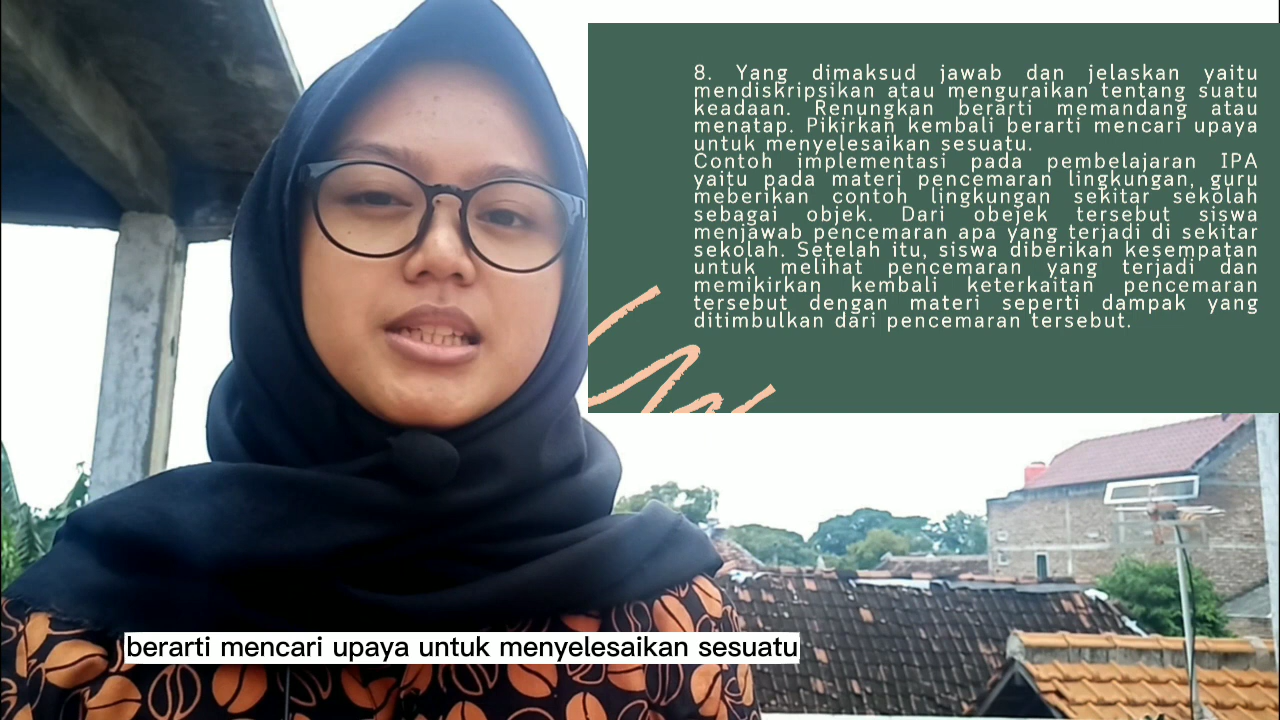 8. Yang dimaksud jawab dan jelaskan yaitu
mendiskripsikan atau menguraikan tentang suatu
keadaan. Renungkan berarti memandang atau
menatap. Pikirkan kembali berarti mencari upaya
untuk menyelesaikan sesuatu.
Contoh implementasi pada pembelajaran IPA
yaitu pada materi pencemaran lingkungan, guru
meberikan contoh lingkungan sekitar sekolah
sebagai objek. Dari obejek tersebut siswa
menjawab pencemaran apa yang terjadi di sekitar
sekolah. Setelah itu, siswa diberikan kesempatan
untuk melihat pencemaran yang terjadi dan
memikirkan kembali keterkaitan pencemaran
tersebut dengan materi seperti dampak yang
ditimbulkan dari pencemaran tersebut.
berarti mencari upaya untuk menyelesaikan sesuatu